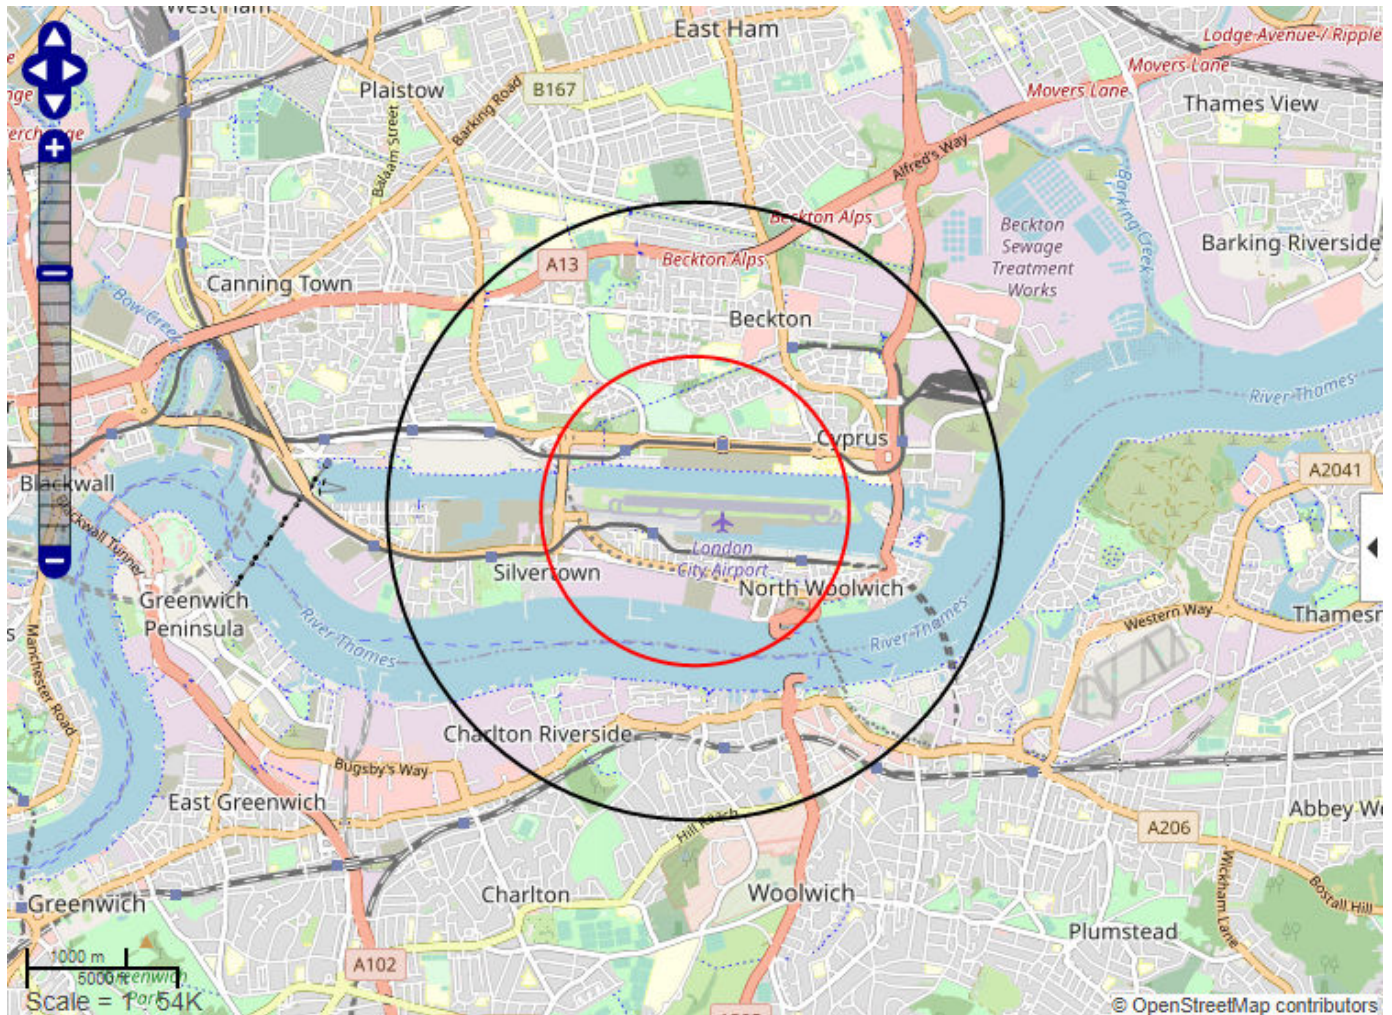 West Ham
East Ham
Lodge Avenue / Ripple
Movers Lane
Movers Lane
Plaistow
B167
Barking Road
Thames View
Balaam Street
Alfred's Way
Barking Creek
Beckton Alps
Beckton
Sewage
Treatment
Works
Barking Riverside
A13
Beckton Alps
Canning Town
Bow Creek
Beckton
River Thames
Cyprus
A2041
Blackwall
Blackwall Tunnel
London
City Airport
Silvertown
North Woolwich
Greenwich
Peninsula
River Thames
River Thames
Western Way
Thamesm
Manchester Road
Charlton Riverside
Bugsby's Way
East Greenwich
Hill Reach
A206
Abbey We
Wickham Lane
Bostall Hill
Charlton
Woolwich
Greenwich
Plumstead
A102
1000 m
5000 ft
Greenwich
Park
Scale = 1 : 54K
© OpenStreetMap contributors